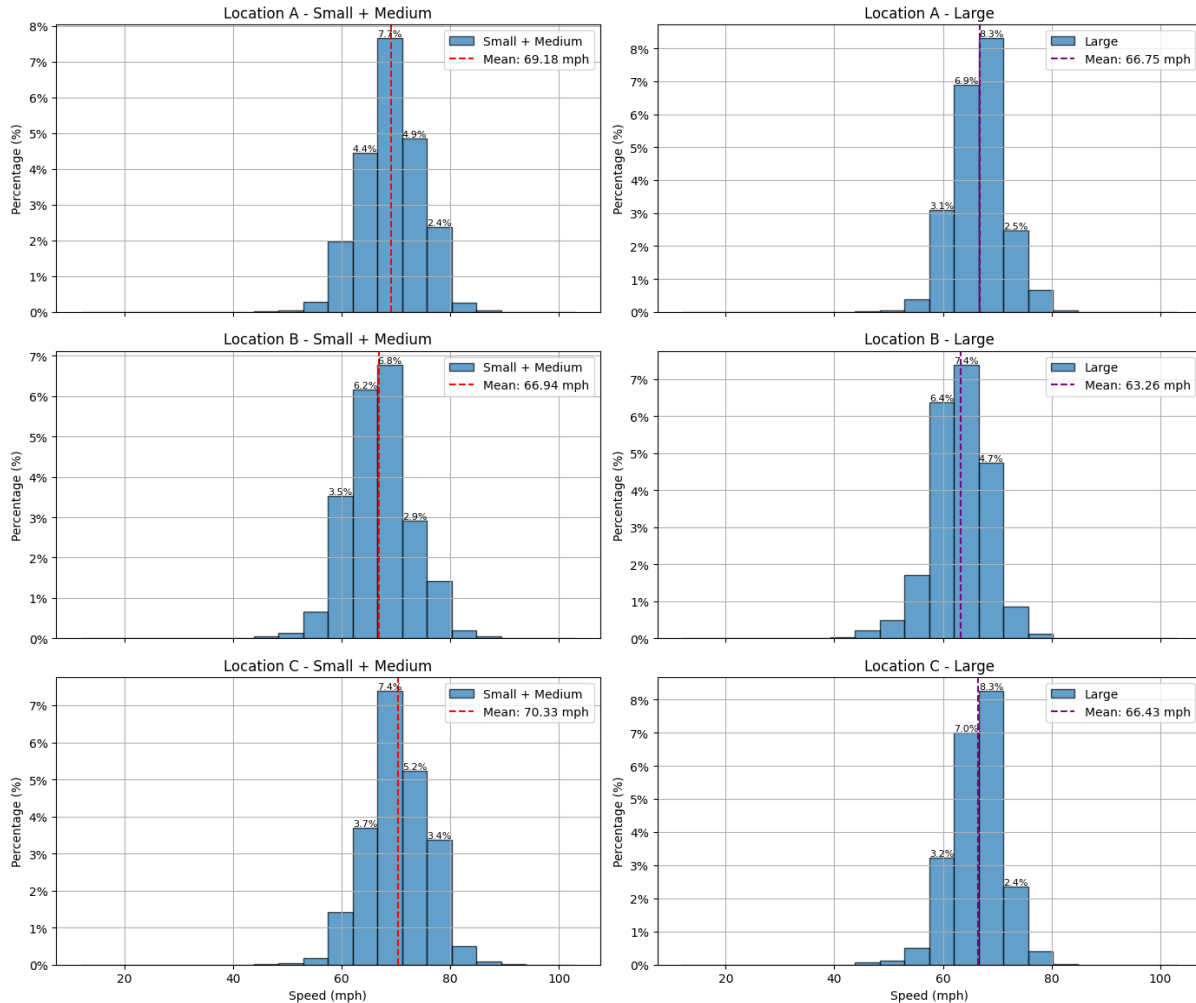 Location A - Small + Medium
8%
7%
6%
5%
4%
3%
2%
1%
0%
Percentage (%)
7.7%
4.9%
4.4%
2.4%
Small + Medium
Mean: 69.18 mph
Location A - Large
8%
7%
6%
5%
4%
3%
2%
1%
0%
Percentage (%)
8.3%
6.9%
3.1%
2.5%
Large
Mean: 66.75 mph
Location B - Small + Medium
7%
6%
5%
4%
3%
2%
1%
0%
Percentage (%)
6.8%
6.2%
3.5%
2.9%
Small + Medium
Mean: 66.94 mph
Location B - Large
7%
6%
5%
4%
3%
2%
1%
0%
Percentage (%)
7.4%
6.4%
4.7%
Large
Mean: 63.26 mph
Location C - Small + Medium
7%
6%
5%
4%
3%
2%
1%
0%
Percentage (%)
7.4%
5.2%
3.7%
3.4%
Small + Medium
Mean: 70.33 mph
20 40 60 80 100
Speed (mph)
Location C - Large
8%
7%
6%
5%
4%
3%
2%
1%
0%
Percentage (%)
8.3%
7.0%
3.2%
2.4%
Large
Mean: 66.43 mph
20 40 60 80 100
Speed (mph)